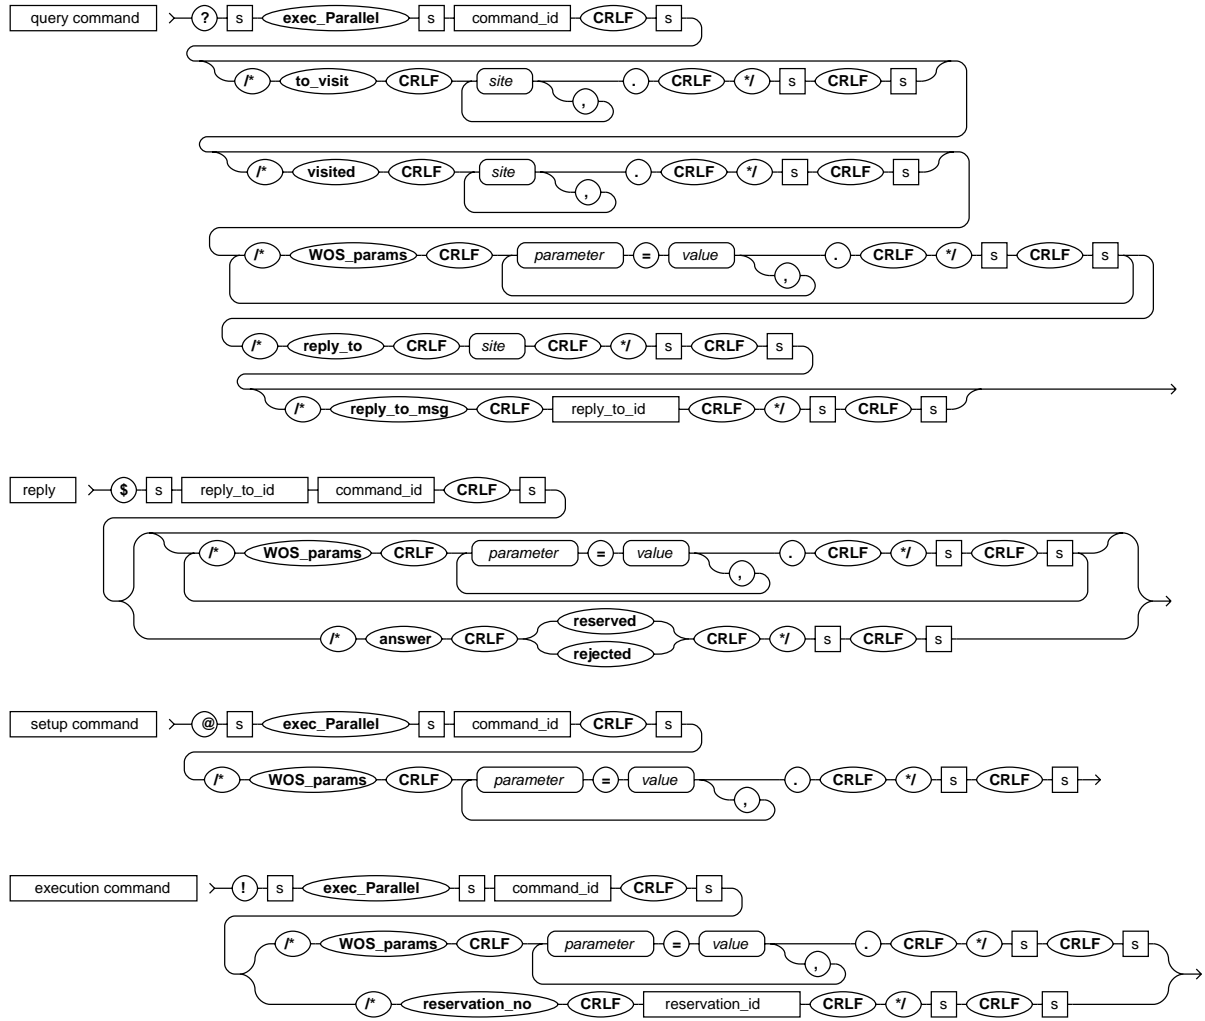 query command ? s exec_Parallel s command_id CRLF s
/* to_visit CRLF site , . CRLF */ s CRLF s
/* visited CRLF site , . CRLF */ s CRLF s
/* WOS_params CRLF parameter = value , . CRLF */ s CRLF s
/* reply_to CRLF site CRLF */ s CRLF s
/* reply_to_msg CRLF reply_to_id CRLF */ s CRLF s
reply $ s reply_to_id command_id CRLF s
/* WOS_params CRLF parameter = value , . CRLF */ s CRLF s
reserved
/* answer CRLF CRLF */ s CRLF s
rejected
setup command @ s exec_Parallel s command_id CRLF s
/* WOS_params CRLF parameter = value , . CRLF */ s CRLF s
execution command ! s exec_Parallel s command_id CRLF s
/* WOS_params CRLF parameter = value , . CRLF */ s CRLF s
/* reservation_no CRLF reservation_id CRLF */ s CRLF s